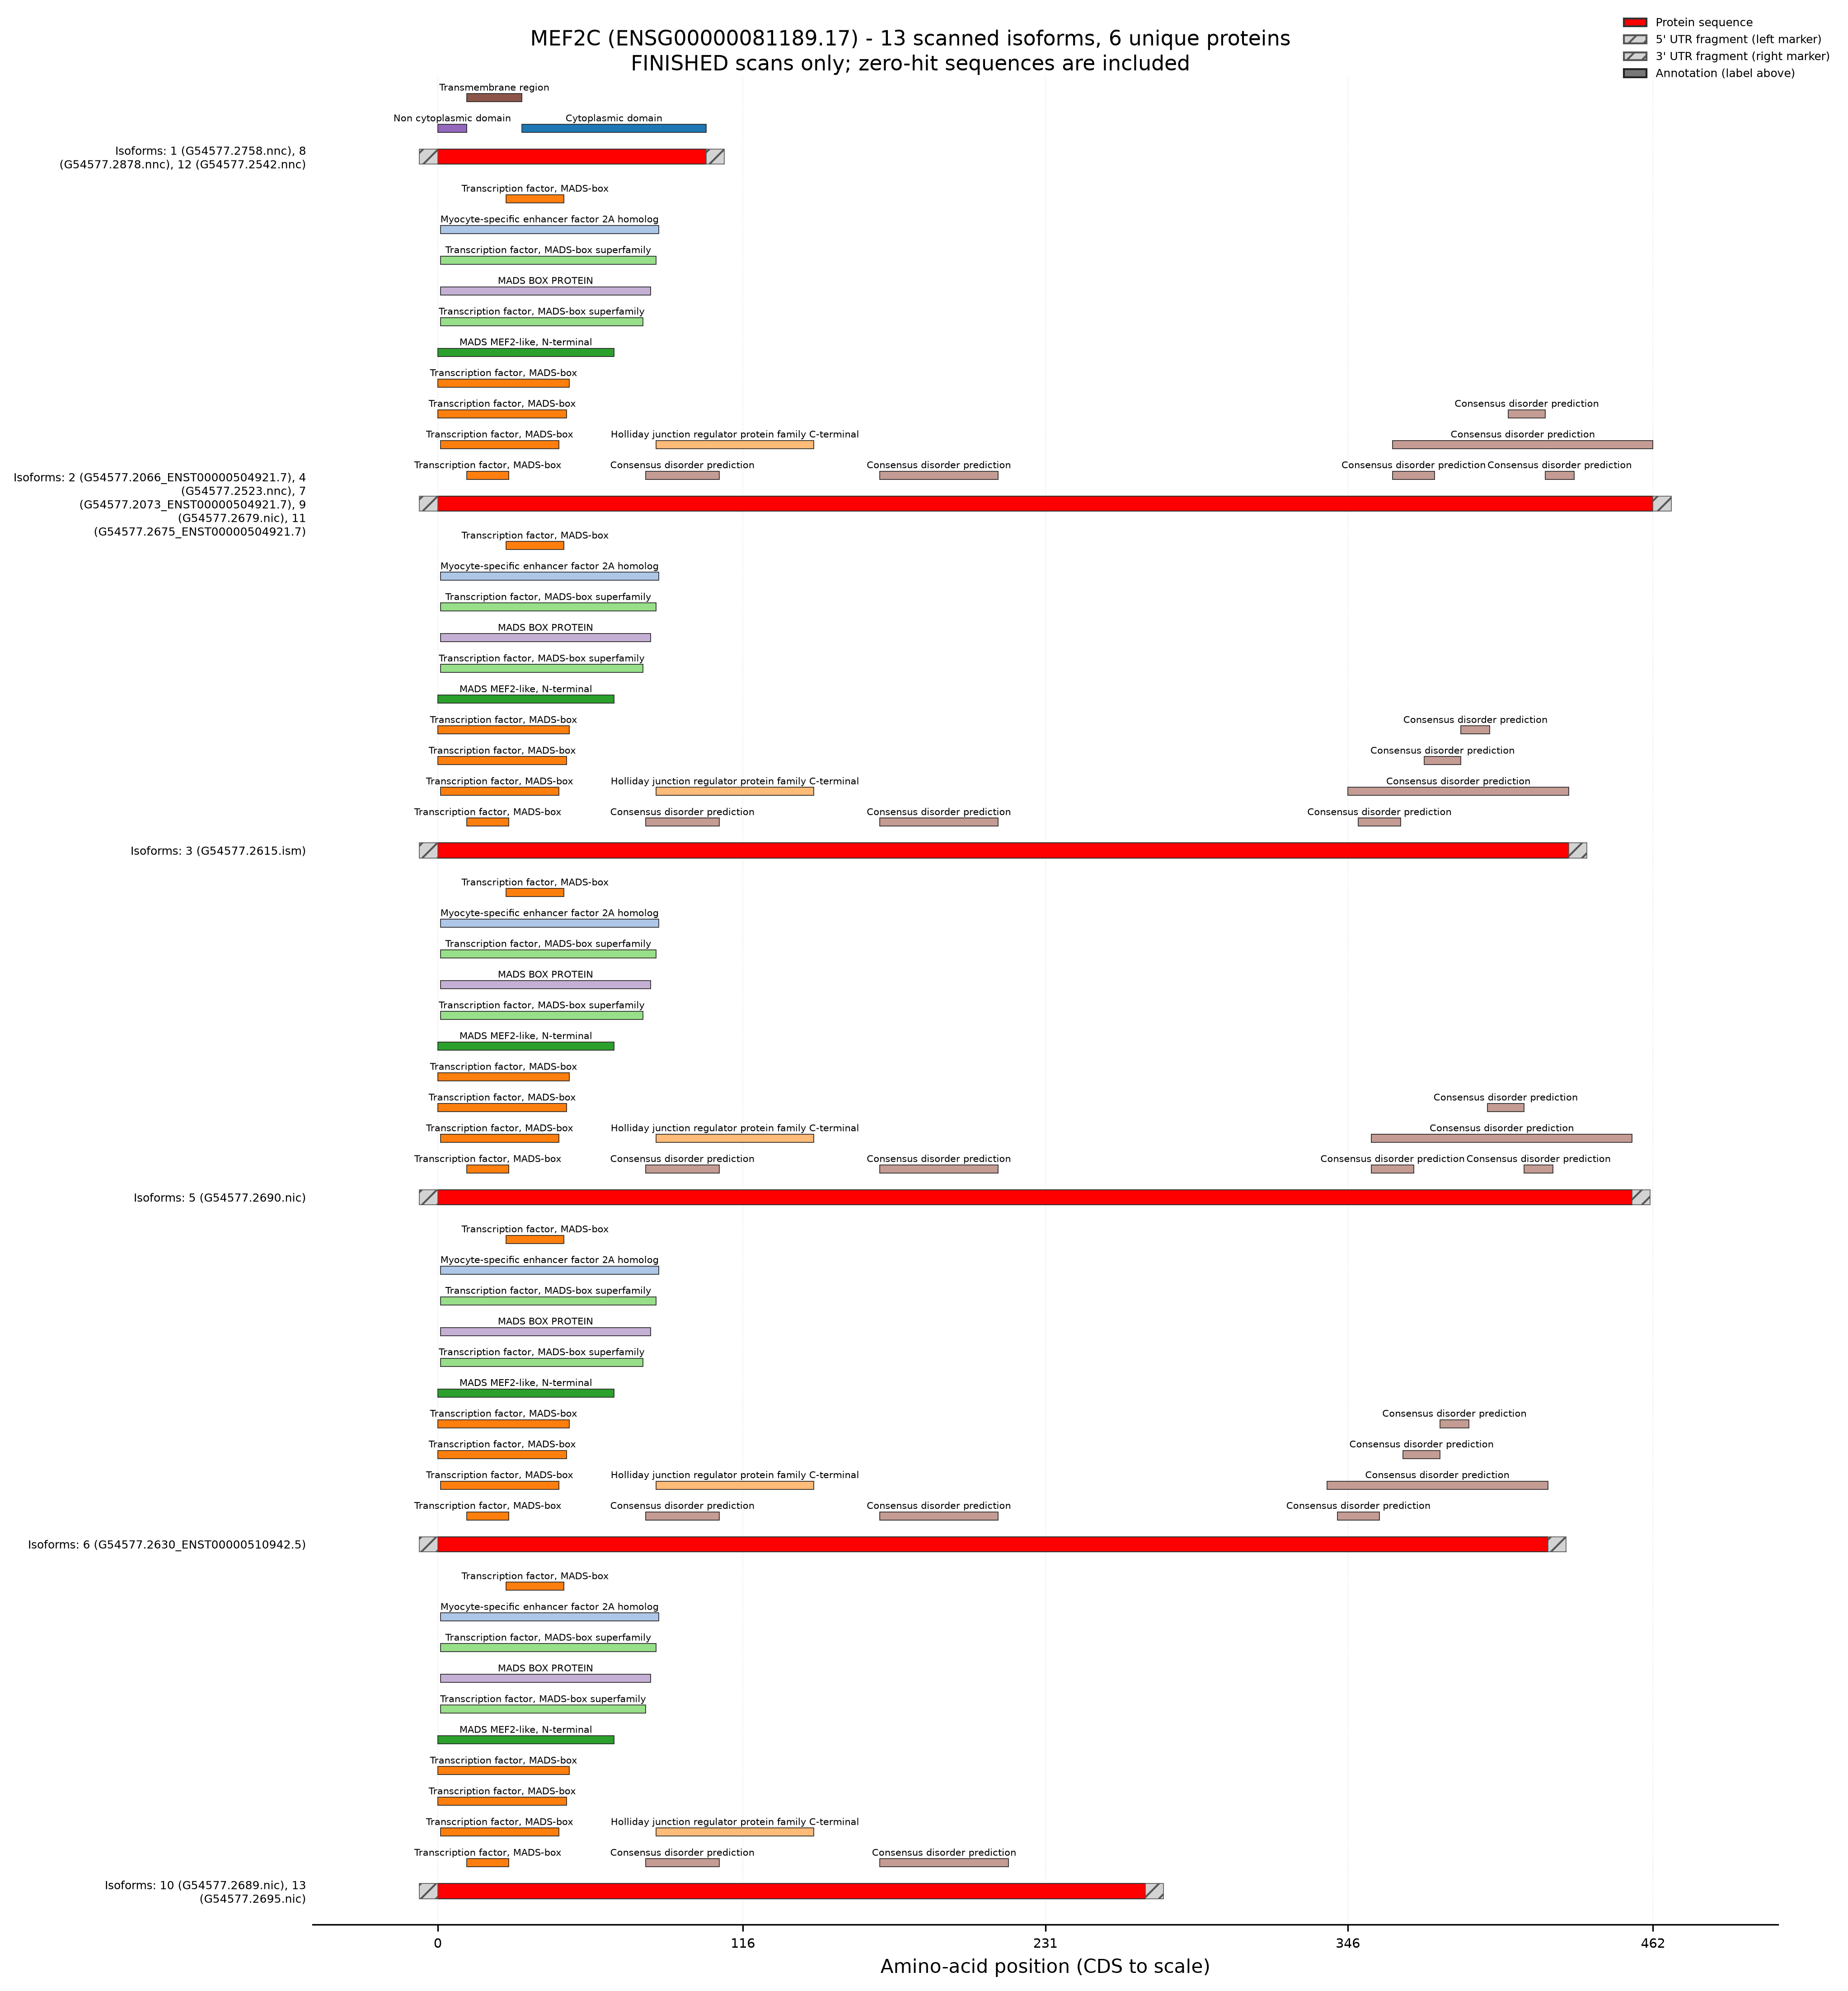 MEF2C (ENSG00000081189.17) - 13 scanned isoforms, 6 unique proteins
FINISHED scans only; zero-hit sequences are included
Protein sequence
5' UTR fragment (left marker)
3' UTR fragment (right marker)
Annotation (label above)
Transmembrane region
Non cytoplasmic domain
Cytoplasmic domain
Isoforms: 1 (G54577.2758.nnc), 8
(G54577.2878.nnc), 12 (G54577.2542.nnc)
Transcription factor, MADS-box
Myocyte-specific enhancer factor 2A homolog
Transcription factor, MADS-box superfamily
MADS BOX PROTEIN
Transcription factor, MADS-box superfamily
MADS MEF2-like, N-terminal
Transcription factor, MADS-box
Transcription factor, MADS-box
Consensus disorder prediction
Transcription factor, MADS-box
Holliday junction regulator protein family C-terminal
Consensus disorder prediction
Transcription factor, MADS-box
Consensus disorder prediction
Consensus disorder prediction
Consensus disorder prediction
Consensus disorder prediction
Isoforms: 2 (G54577.2066_ENST00000504921.7), 4
(G54577.2523.nnc), 7
(G54577.2073_ENST00000504921.7), 9
(G54577.2679.nic), 11
(G54577.2675_ENST00000504921.7)
Transcription factor, MADS-box
Myocyte-specific enhancer factor 2A homolog
Transcription factor, MADS-box superfamily
MADS BOX PROTEIN
Transcription factor, MADS-box superfamily
MADS MEF2-like, N-terminal
Transcription factor, MADS-box
Consensus disorder prediction
Transcription factor, MADS-box
Consensus disorder prediction
Transcription factor, MADS-box
Holliday junction regulator protein family C-terminal
Consensus disorder prediction
Transcription factor, MADS-box
Consensus disorder prediction
Consensus disorder prediction
Consensus disorder prediction
Isoforms: 3 (G54577.2615.ism)
Transcription factor, MADS-box
Myocyte-specific enhancer factor 2A homolog
Transcription factor, MADS-box superfamily
MADS BOX PROTEIN
Transcription factor, MADS-box superfamily
MADS MEF2-like, N-terminal
Transcription factor, MADS-box
Transcription factor, MADS-box
Consensus disorder prediction
Transcription factor, MADS-box
Holliday junction regulator protein family C-terminal
Consensus disorder prediction
Transcription factor, MADS-box
Consensus disorder prediction
Consensus disorder prediction
Consensus disorder prediction
Consensus disorder prediction
Isoforms: 5 (G54577.2690.nic)
Transcription factor, MADS-box
Myocyte-specific enhancer factor 2A homolog
Transcription factor, MADS-box superfamily
MADS BOX PROTEIN
Transcription factor, MADS-box superfamily
MADS MEF2-like, N-terminal
Transcription factor, MADS-box
Consensus disorder prediction
Transcription factor, MADS-box
Consensus disorder prediction
Transcription factor, MADS-box
Holliday junction regulator protein family C-terminal
Consensus disorder prediction
Transcription factor, MADS-box
Consensus disorder prediction
Consensus disorder prediction
Consensus disorder prediction
Isoforms: 6 (G54577.2630_ENST00000510942.5)
Transcription factor, MADS-box
Myocyte-specific enhancer factor 2A homolog
Transcription factor, MADS-box superfamily
MADS BOX PROTEIN
Transcription factor, MADS-box superfamily
MADS MEF2-like, N-terminal
Transcription factor, MADS-box
Transcription factor, MADS-box
Transcription factor, MADS-box
Holliday junction regulator protein family C-terminal
Transcription factor, MADS-box
Consensus disorder prediction
Consensus disorder prediction
Isoforms: 10 (G54577.2689.nic), 13
(G54577.2695.nic)
0
116
231
346
462
Amino-acid position (CDS to scale)